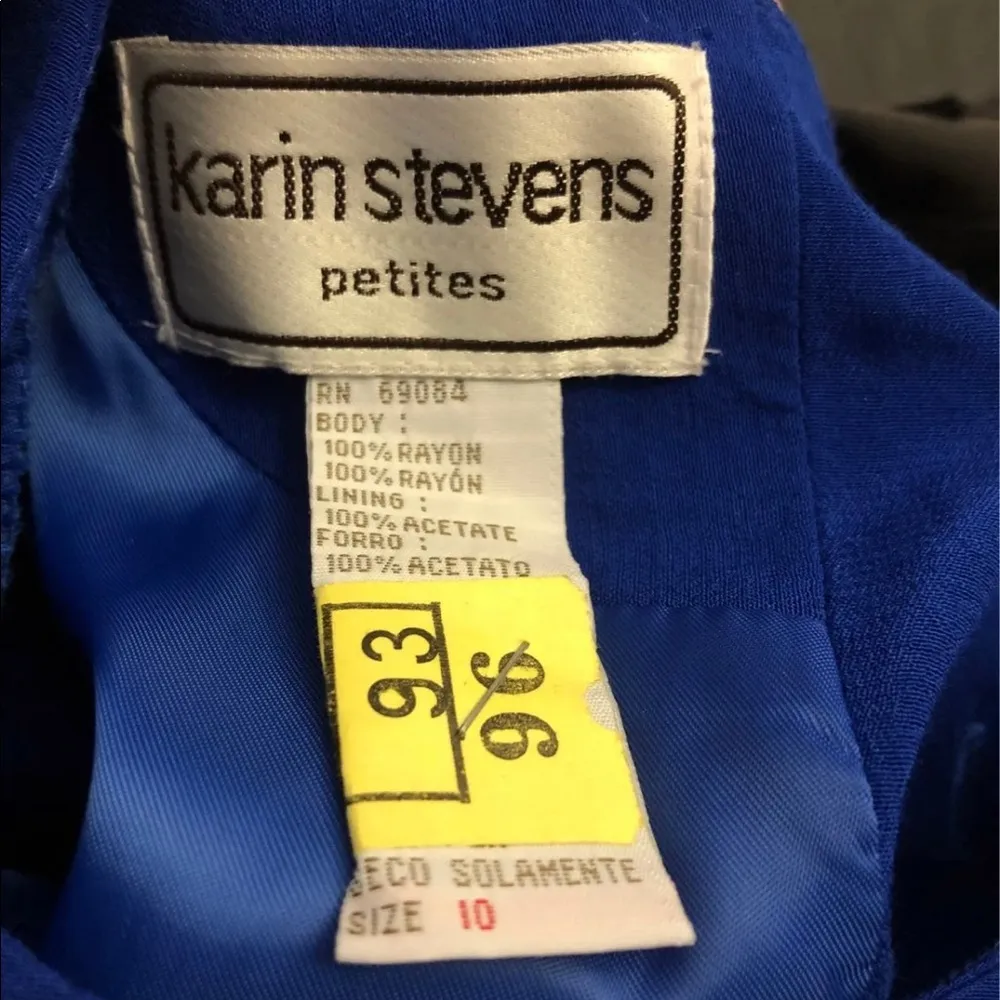 karin stevens
petites
RN 69084
BODY :
100% RAYON
100% RAYÓN
LINING :
100% ACETATE
FORRO :
100% ACETATO
93
96
SECO SOLAMENTE
SIZE 10